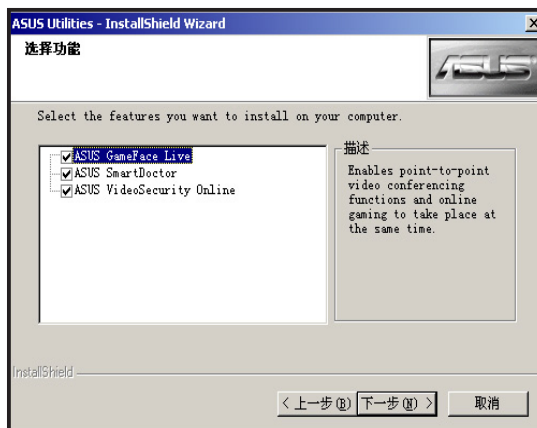 ASUS Utilities - InstallShield Wizard
选择功能
ASUS
Select the features you want to install on your computer.
ASUS GameFace Live
ASUS SmartDoctor
ASUS VideoSecurity Online
描述
Enables point-to-point
video conferencing
functions and online
gaming to take place at
the same time.
InstallShield
< 上一步(B)
下一步(N) >
取消